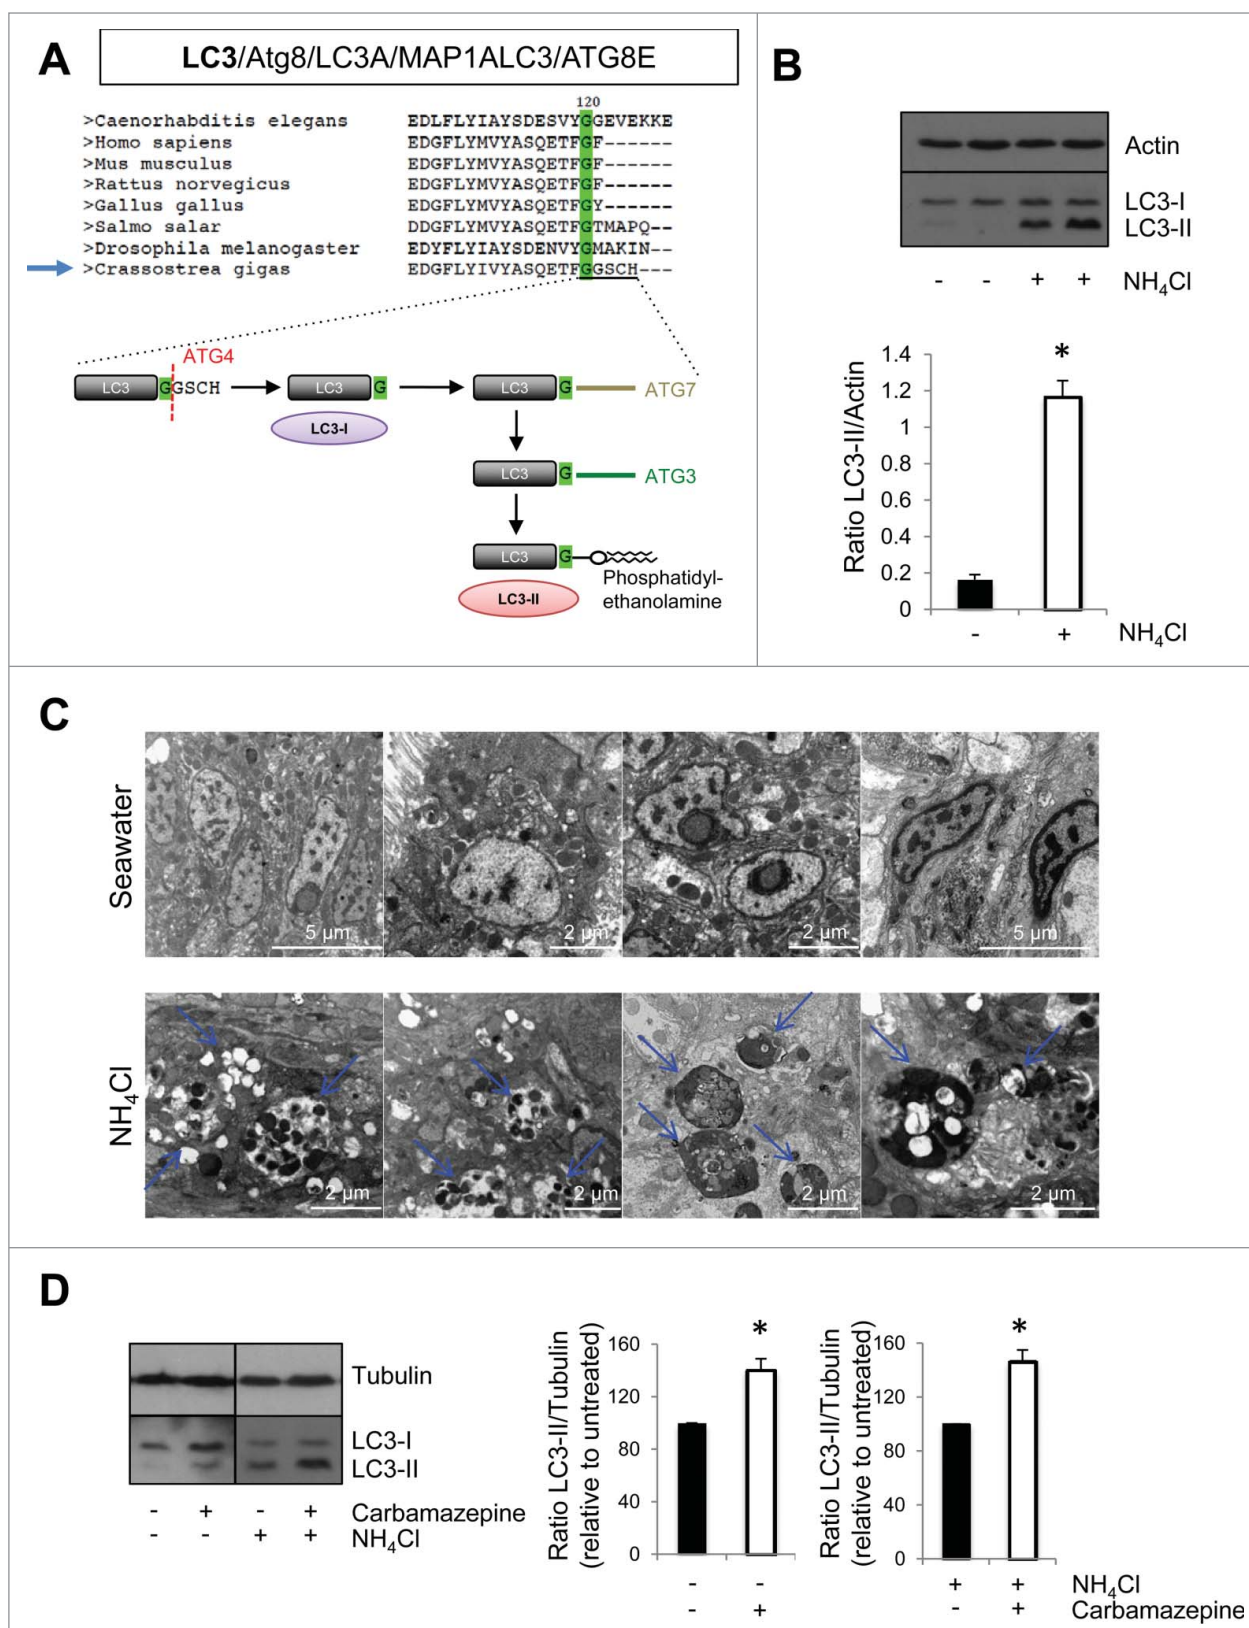 A
LC3/Atg8/LC3A/MAP1ALC3/ATG8E
120
>Caenorhabditis elegans EDLFLYIAYSDESVYGGEVEKKE
>Homo sapiens EDGFLYMVYASQETFGF------
>Mus musculus EDGFLYMVYASQETFGF------
>Rattus norvegicus EDGFLYMVYASQETFGF------
>Gallus gallus EDGFLYMVYASQETFGY------
>Salmo salar DDGFLYMVYASQETFGTMAPQ--
>Drosophila melanogaster EDYFLYIAYSDENVYGMAKIN--
>Crassostrea gigas EDGFLYIVYASQETFGGSCH---
ATG4
LC3 GGSCH
LC3 G
LC3-I
LC3 G ATG7
LC3 G ATG3
LC3 G
Phosphatidyl-
ethanolamine
LC3-II
B
Actin
LC3-I
LC3-II
- - + + NH₄Cl
Ratio LC3-II/Actin
1.4
1.2
1
0.8
0.6
0.4
0.2
0
*
- + NH₄Cl
C
Seawater
5 µm
2 µm
2 µm
5 µm
NH₄Cl
2 µm
2 µm
2 µm
2 µm
D
Tubulin
LC3-I
LC3-II
- + - + Carbamazepine
- - + + NH₄Cl
Ratio LC3-II/Tubulin
(relative to untreated)
160
120
80
40
0
*
- -
- +
Ratio LC3-II/Tubulin
(relative to untreated)
160
120
80
40
0
*
+ + NH₄Cl
- + Carbamazepine